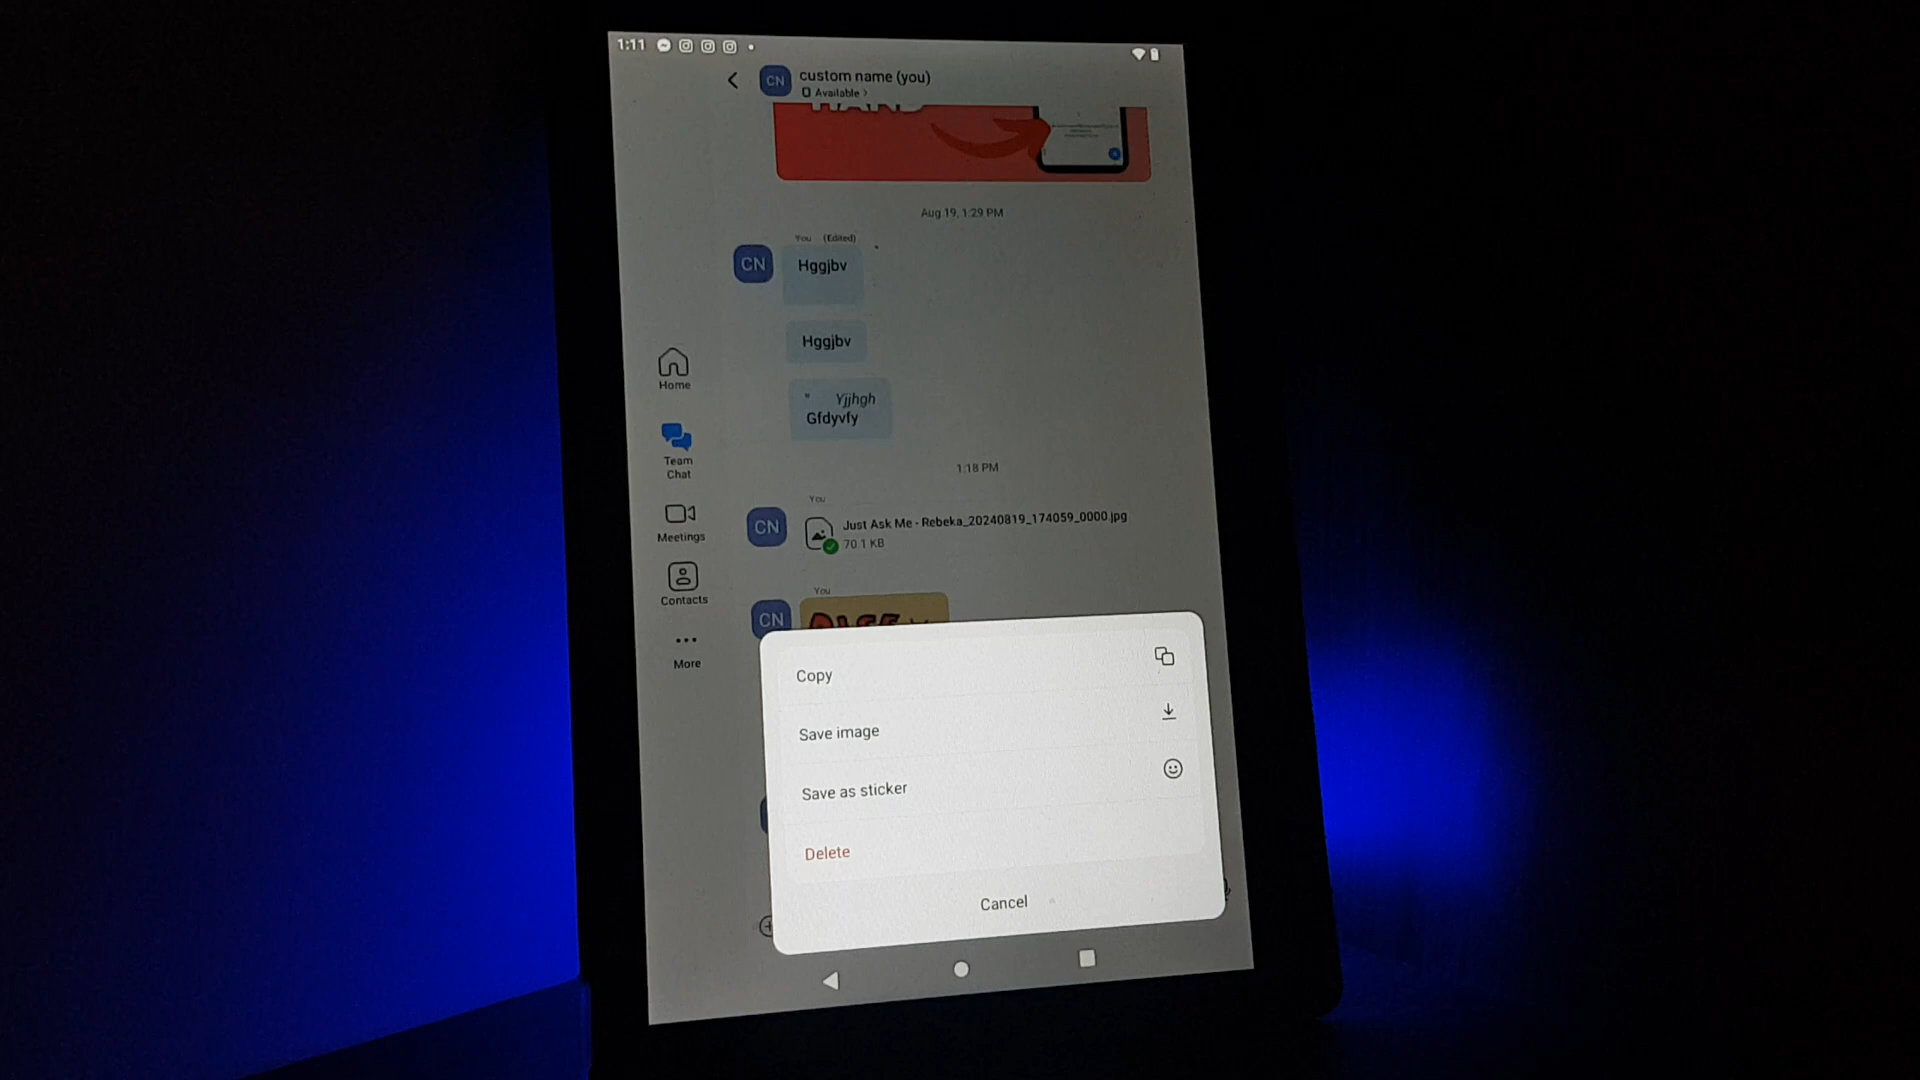 1:11
CN custom name (you)
Available >
Aug 19, 1:29 PM
You (Edited)
CN Hggjbv
Hggjbv
" Yjjhgh
Gfdyvfy
1:18 PM
You
CN Just Ask Me - Rebeka_20240819_174059_0000.jpg
70.1 KB
You
CN
Home
Team
Chat
Meetings
Contacts
More
Copy
Save image
Save as sticker
Delete
Cancel